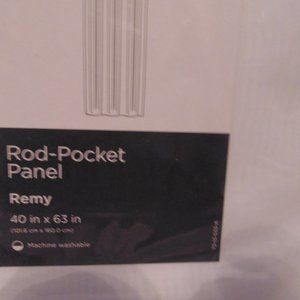 Rod-Pocket
Panel
Remy
40 in x 63 in
(101.6 cm x 160.0 cm)
Machine washable